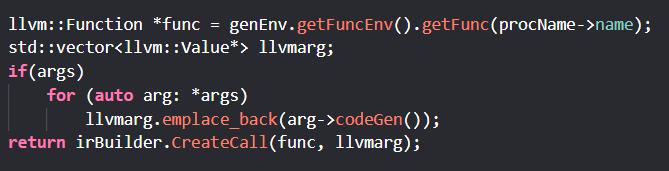 llvm::Function *func = genEnv.getFuncEnv().getFunc(procName->name);
std::vector<llvm::Value*> llvmarg;
if(args)
    for (auto arg: *args)
        llvmarg.emplace_back(arg->codeGen());
return irBuilder.CreateCall(func, llvmarg);